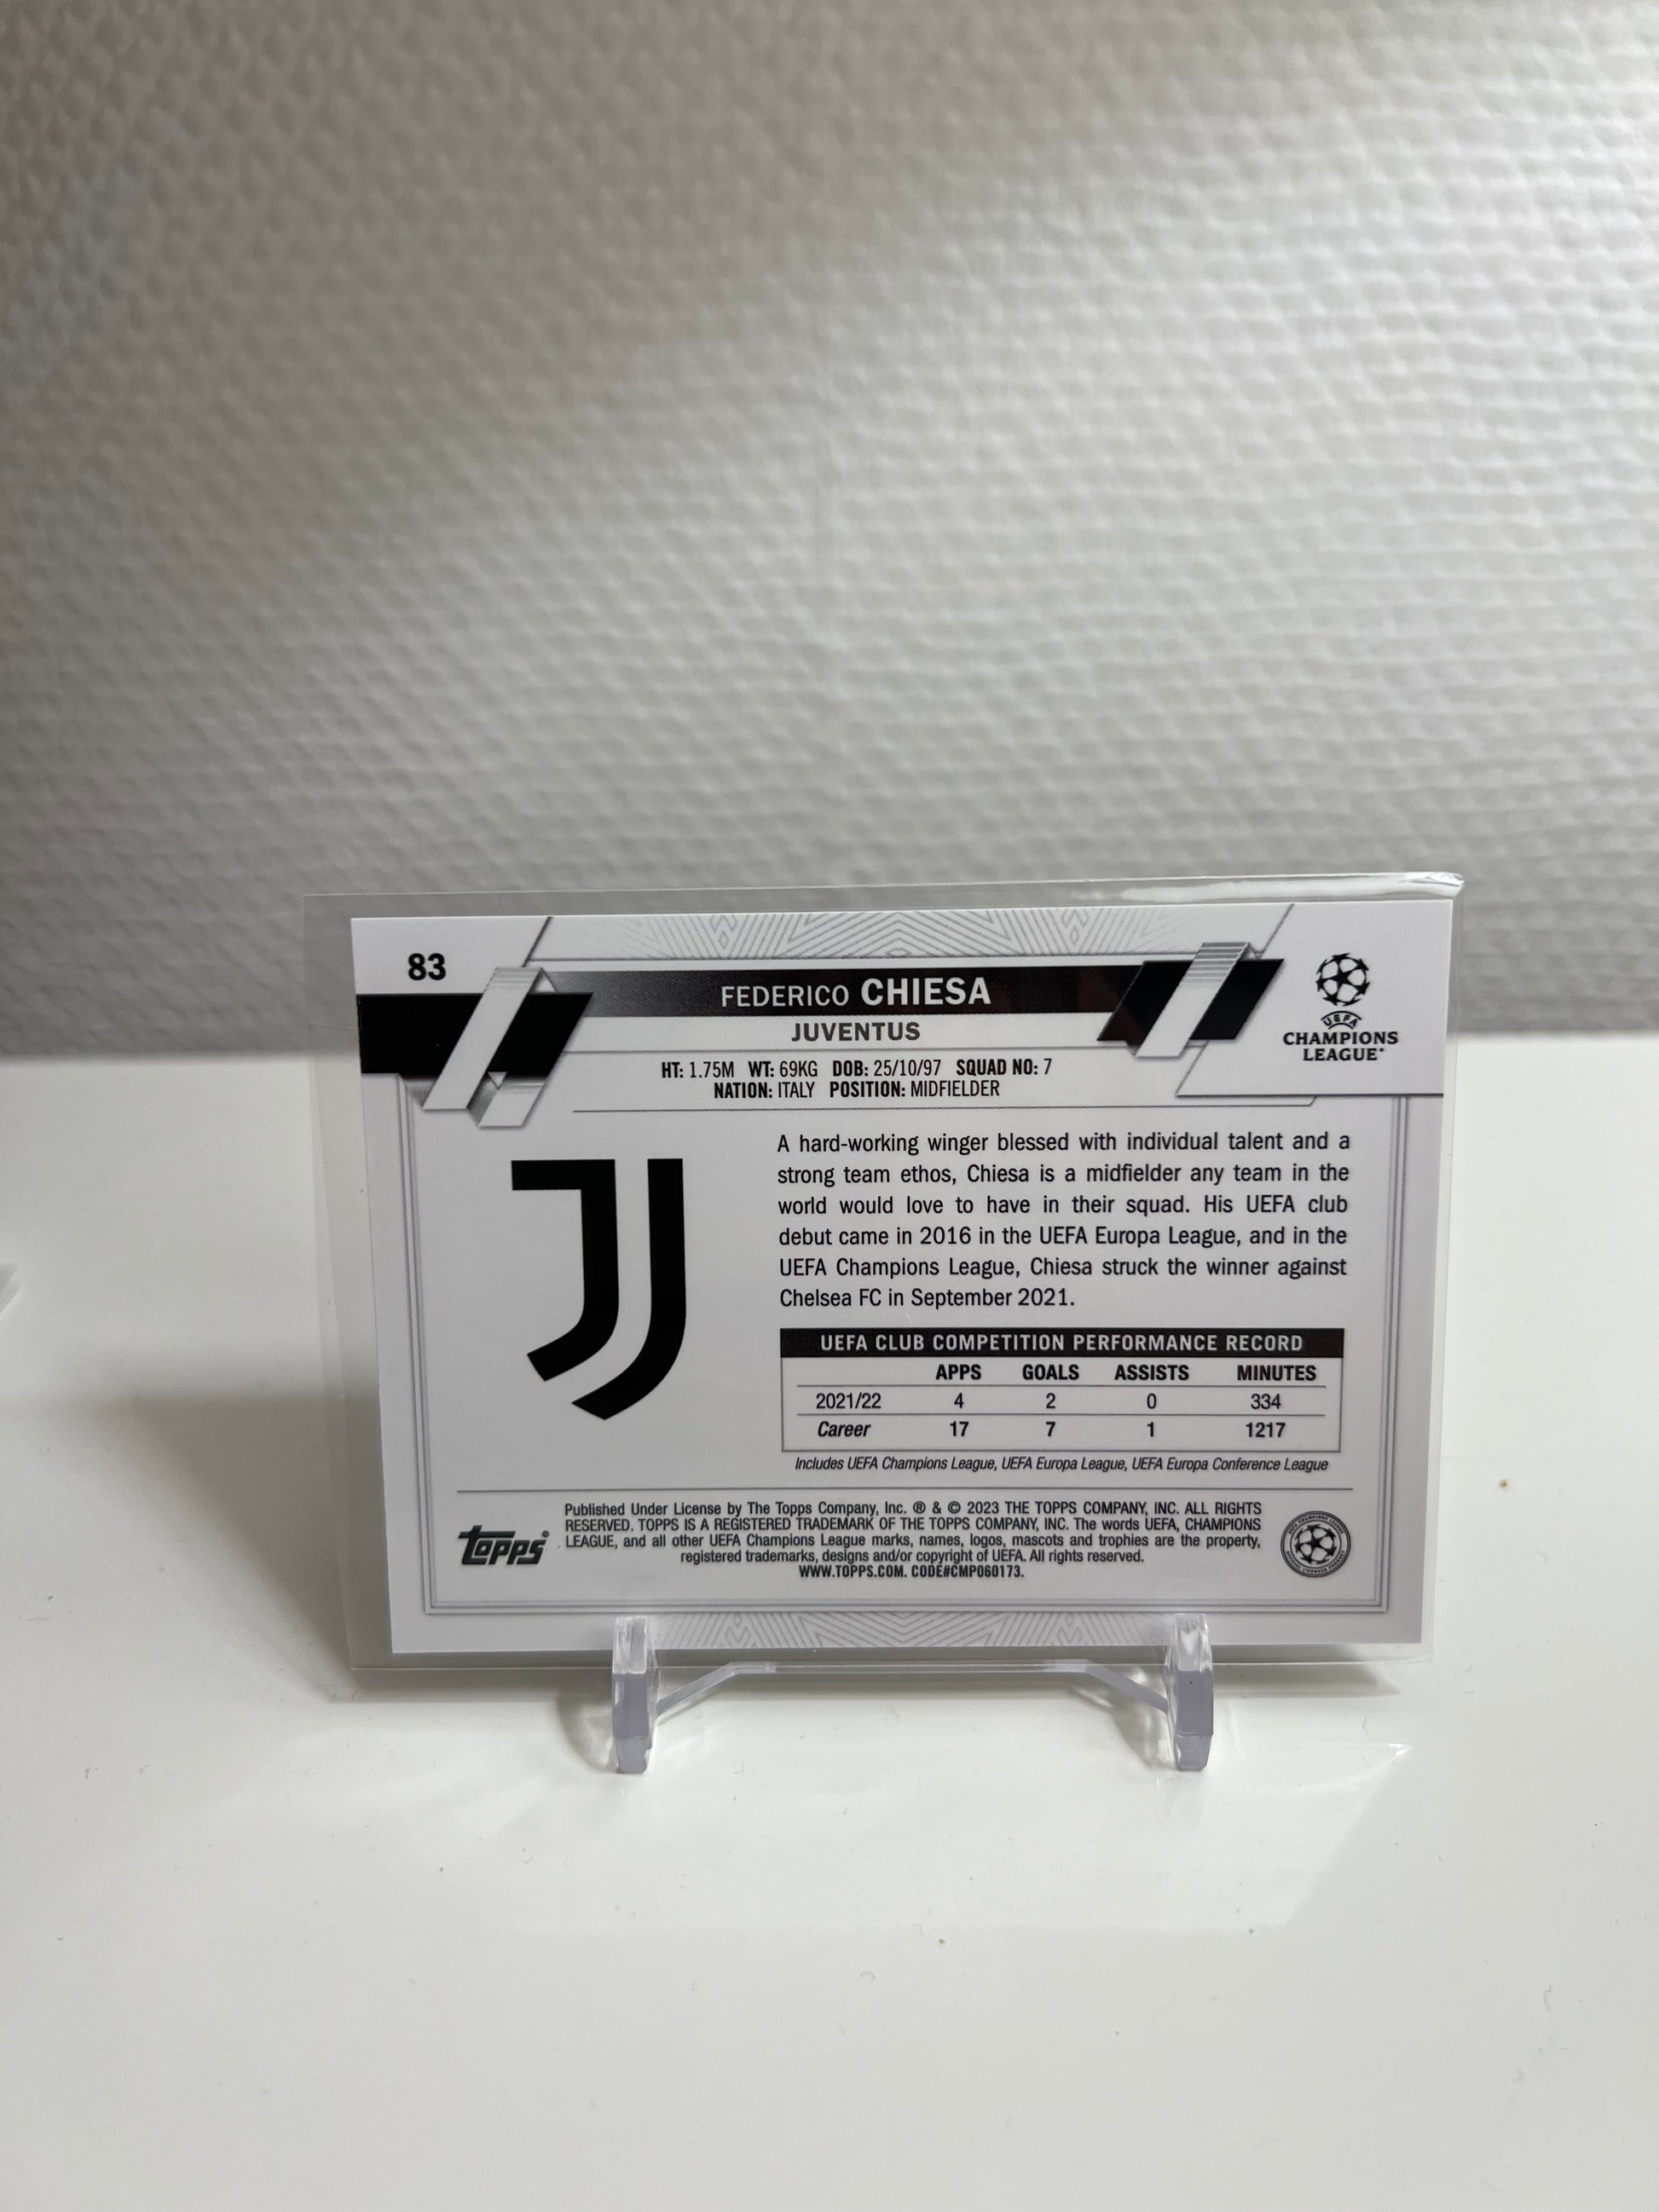 83
FEDERICO CHIESA
JUVENTUS
UEFA
CHAMPIONS
LEAGUE
HT: 1.75M WT: 69KG DOB: 25/10/97 SQUAD NO: 7
NATION: ITALY POSITION: MIDFIELDER
A hard-working winger blessed with individual talent and a
strong team ethos, Chiesa is a midfielder any team in the
world would love to have in their squad. His UEFA club
debut came in 2016 in the UEFA Europa League, and in the
UEFA Champions League, Chiesa struck the winner against
Chelsea FC in September 2021.
UEFA CLUB COMPETITION PERFORMANCE RECORD
APPS GOALS ASSISTS MINUTES
2021/22 4 2 0 334
Career 17 7 1 1217
Includes UEFA Champions League, UEFA Europa League, UEFA Europa Conference League
topps
Published Under License by The Topps Company, Inc. ® & © 2023 THE TOPPS COMPANY, INC. ALL RIGHTS
RESERVED. TOPPS IS A REGISTERED TRADEMARK OF THE TOPPS COMPANY, INC. The words UEFA, CHAMPIONS
LEAGUE, and all other UEFA Champions League marks, names, logos, mascots and trophies are the property,
registered trademarks, designs and/or copyright of UEFA. All rights reserved.
WWW.TOPPS.COM. CODE#CMP060173.